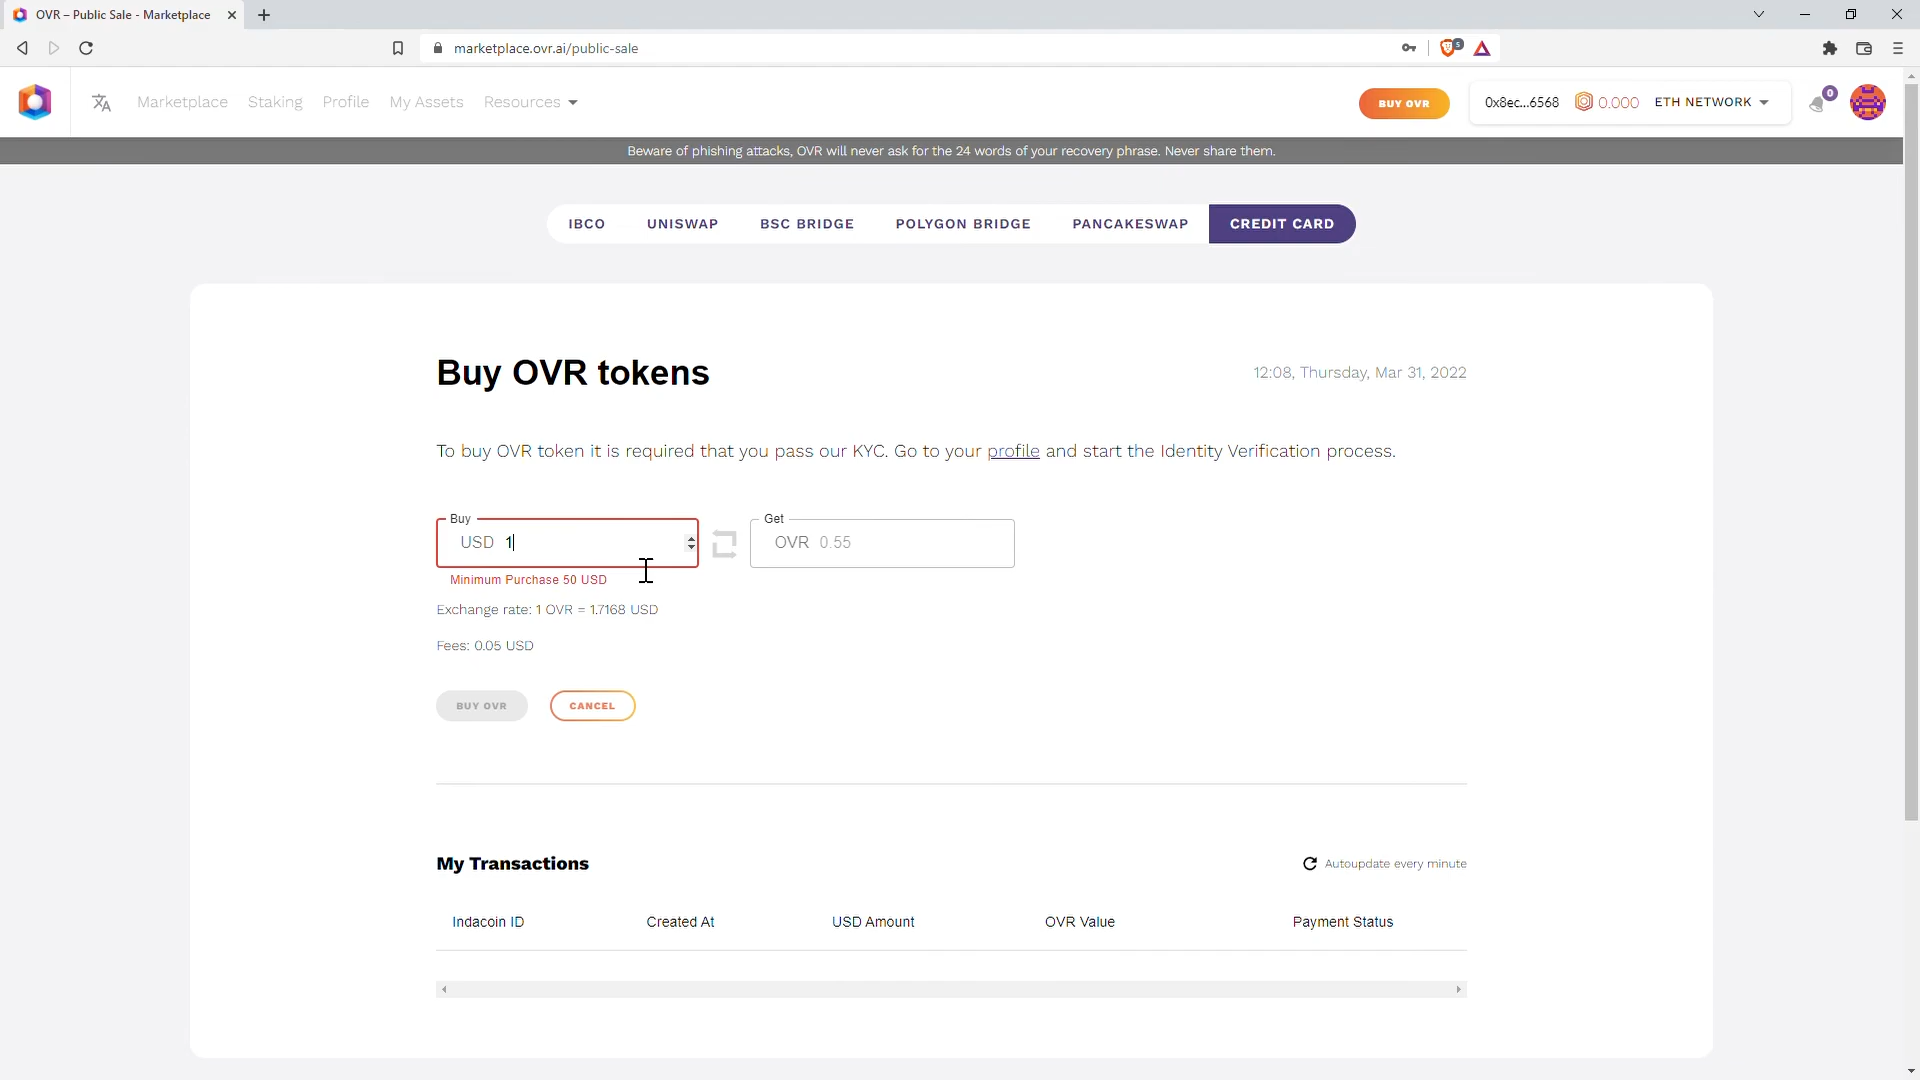 OVR – Public Sale - Marketplace
marketplace.ovr.ai/public-sale
5
Marketplace Staking Profile My Assets Resources
BUY OVR
0x8ec...6568 0.000 ETH NETWORK
0
Beware of phishing attacks, OVR will never ask for the 24 words of your recovery phrase. Never share them.
IBCO UNISWAP BSC BRIDGE POLYGON BRIDGE PANCAKESWAP CREDIT CARD
Buy OVR tokens
12:08, Thursday, Mar 31, 2022
To buy OVR token it is required that you pass our KYC. Go to your profile and start the Identity Verification process.
Buy
USD 1
Get
OVR 0.55
Minimum Purchase 50 USD
Exchange rate: 1 OVR = 1.7168 USD
Fees: 0.05 USD
BUY OVR CANCEL
My Transactions
Autoupdate every minute
Indacoin ID Created At USD Amount OVR Value Payment Status